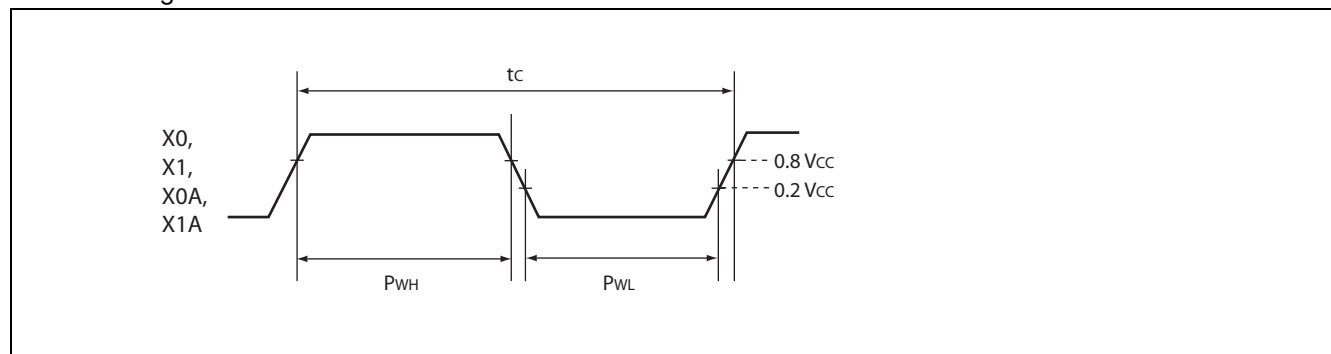 tC
X0,
X1,
X0A,
X1A
0.8 VCC
0.2 VCC
PWH
PWL